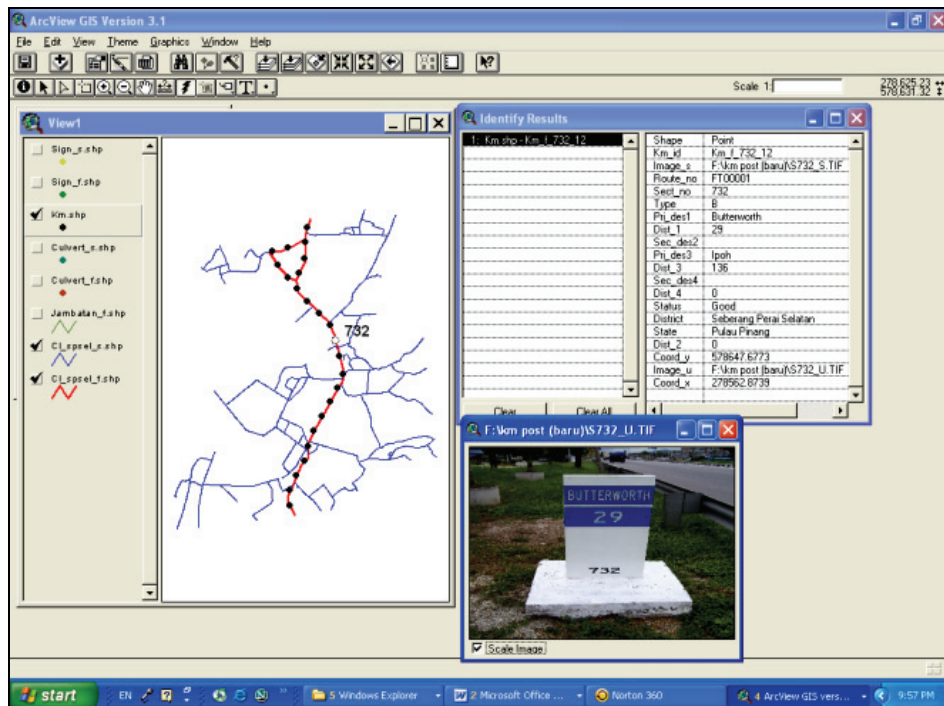 ArcView GIS Version 3.1
File Edit View Theme Graphics Window Help
Scale 1:
278,625.23
578,631.32
View1
Sign_s.shp
Sign_f.shp
Km.shp
Culvert_s.shp
Culvert_f.shp
Jambatan_f.shp
Cl_spsel_s.shp
Cl_spsel_f.shp
732
Identify Results
1: Km.shp - Km_f_732_12
Shape Point
Km_id Km_f_732_12
Image_s F:\km post (baru)\S732_S.TIF
Route_no FT00001
Sect_no 732
Type B
Pri_des1 Butterworth
Dist_1 29
Sec_des2
Pri_des3 Ipoh
Dist_3 136
Sec_des4
Dist_4 0
Status Good
District Seberang Perai Selatan
State Pulau Pinang
Dist_2 0
Coord_y 578647.6773
Image_u F:\km post (baru)\S732_U.TIF
Coord_x 278562.8739
Clear Clear All
F:\km post (baru)\S732_U.TIF
BUTTERWORTH
29
732
Scale Image
start EN 5 Windows Explorer 2 Microsoft Office ... Norton 360 4 ArcView GIS vers... 9:57 PM